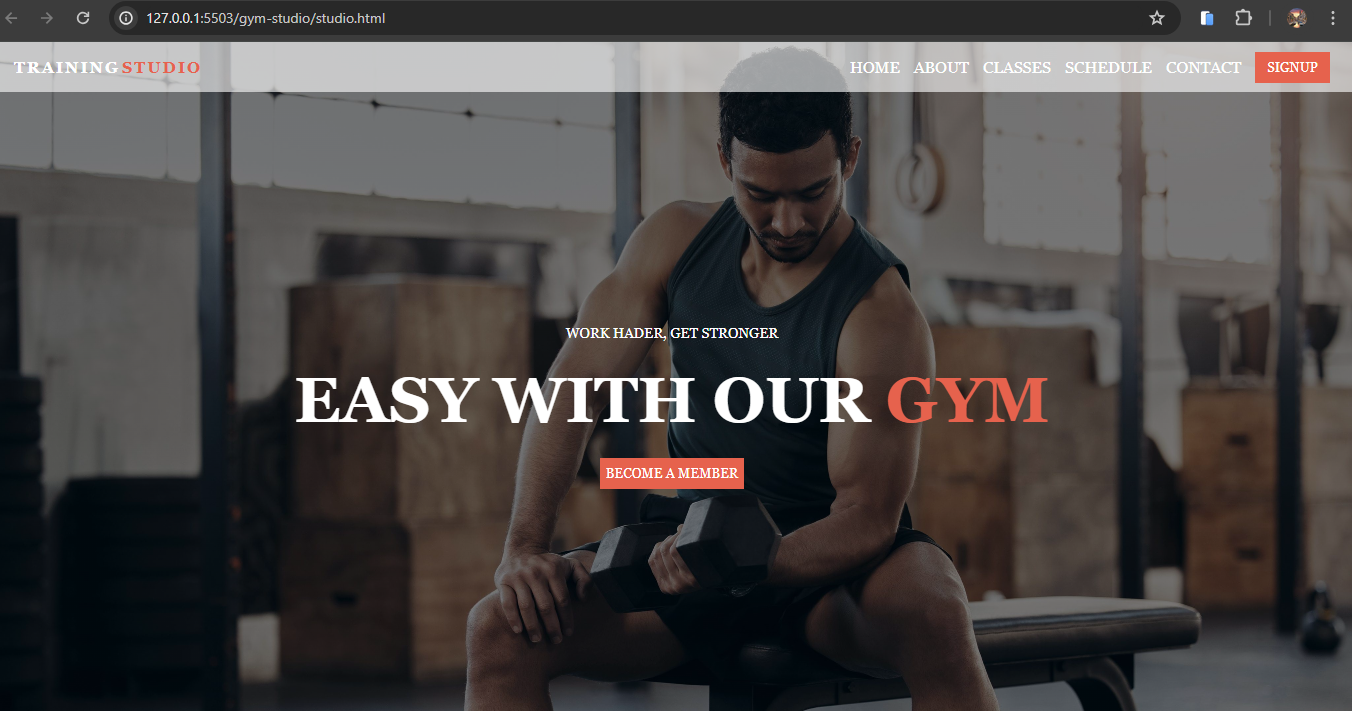 127.0.0.1:5503/gym-studio/studio.html
TRAINING STUDIO HOME ABOUT CLASSES SCHEDULE CONTACT SIGNUP
WORK HADER, GET STRONGER
EASY WITH OUR GYM
BECOME A MEMBER